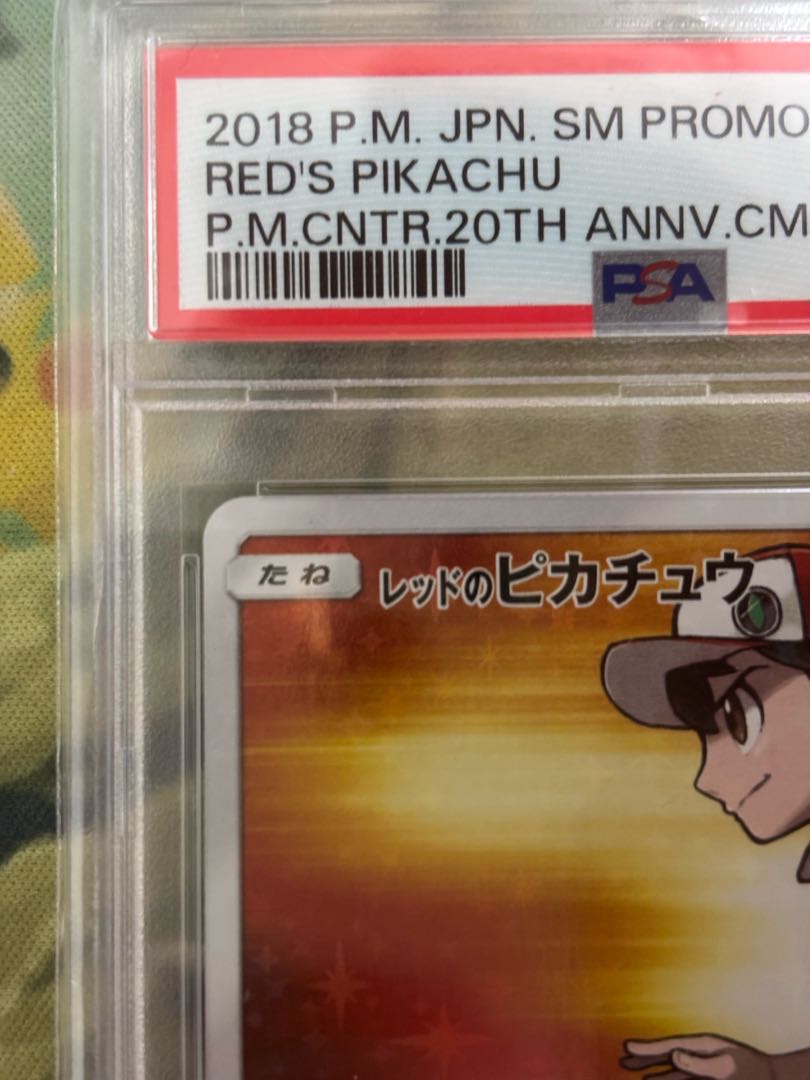 2018 P.M. JPN. SM PROMO
RED'S PIKACHU
P.M.CNTR.20TH ANNV.CM
PSA
たね
レッドのピカチュウ